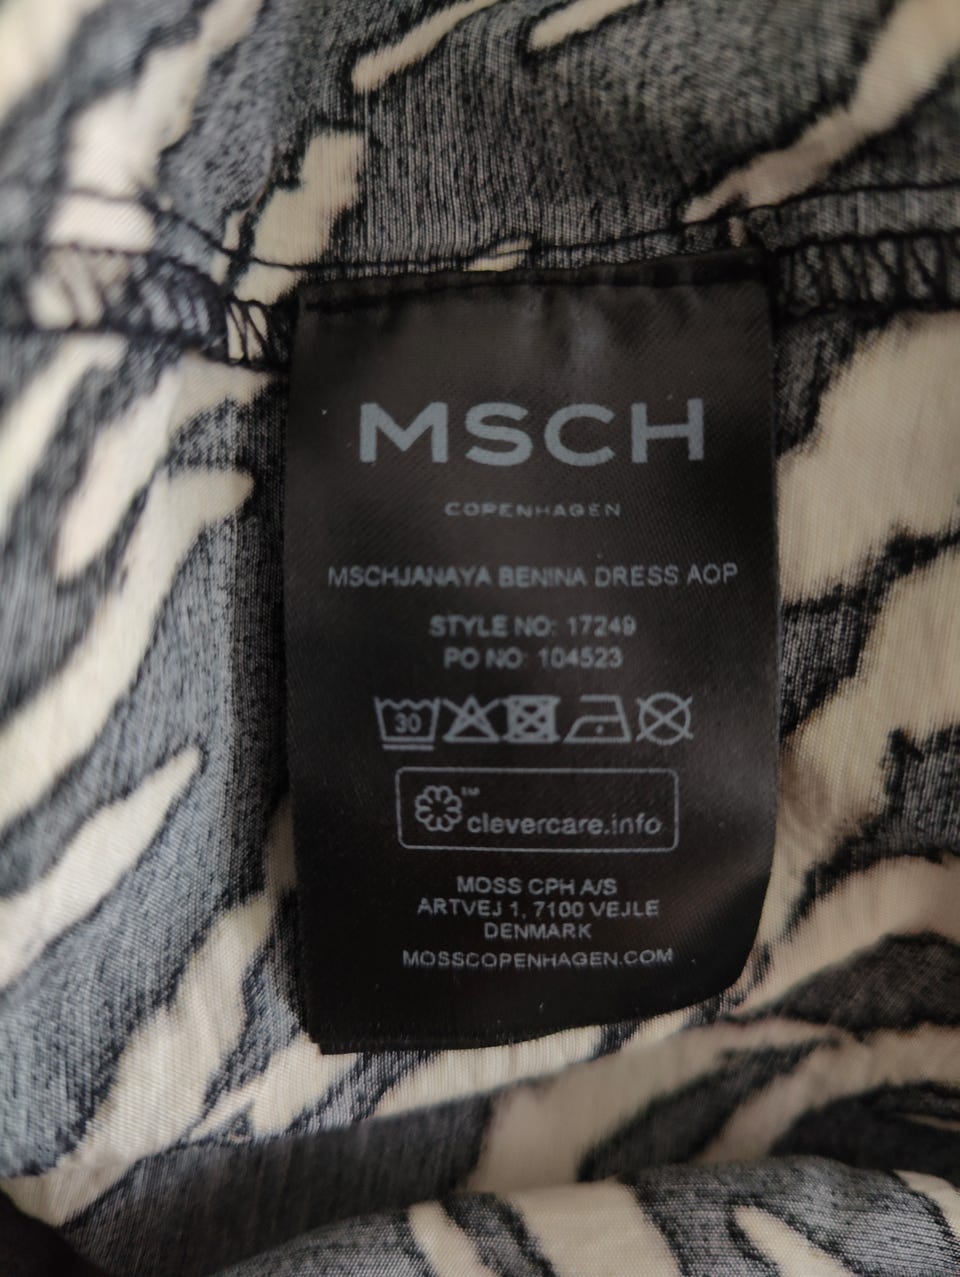 MSCH
COPENHAGEN
MSCHJANAYA BENINA DRESS AOP
STYLE NO: 17249
PO NO: 104523
30
™
clevercare.info
MOSS CPH A/S
ARTVEJ 1, 7100 VEJLE
DENMARK
MOSSCOPENHAGEN.COM